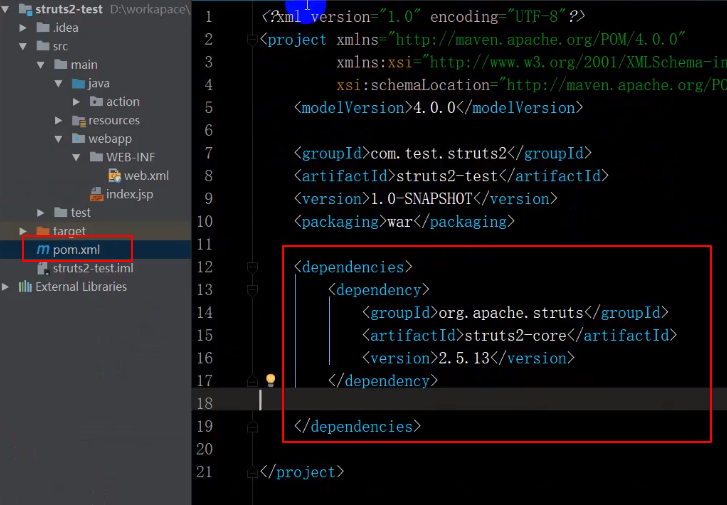 struts2-test D:\workapace\
.idea
src
main
java
action
resources
webapp
WEB-INF
web.xml
index.jsp
test
target
pom.xml
struts2-test.iml
External Libraries
1 <?xml version="1.0" encoding="UTF-8"?>
2 <project xmlns="http://maven.apache.org/POM/4.0.0"
3 xmlns:xsi="http://www.w3.org/2001/XMLSchema-in
4 xsi:schemaLocation="http://maven.apache.org/PO
5 <modelVersion>4.0.0</modelVersion>
6
7 <groupId>com.test.struts2</groupId>
8 <artifactId>struts2-test</artifactId>
9 <version>1.0-SNAPSHOT</version>
10 <packaging>war</packaging>
11
12 <dependencies>
13 <dependency>
14 <groupId>org.apache.struts</groupId>
15 <artifactId>struts2-core</artifactId>
16 <version>2.5.13</version>
17 </dependency>
18
19 </dependencies>
20
21 </project>